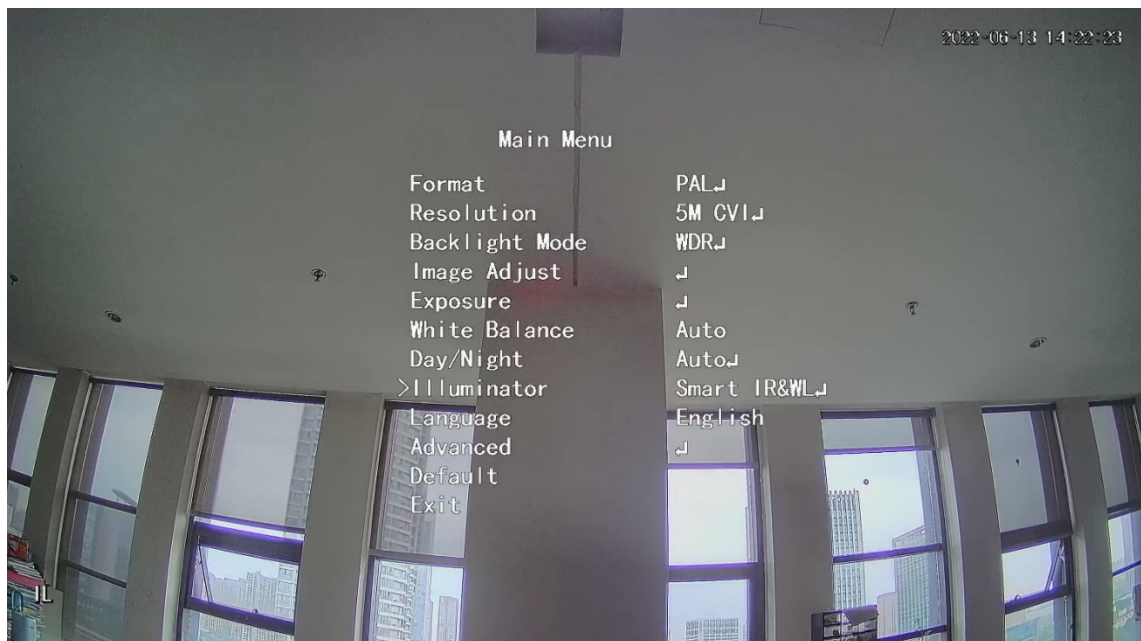 2022-06-13 14:22:23
Main Menu
Format PAL↵
Resolution 5M CVI↵
Backlight Mode WDR↵
Image Adjust ↵
Exposure ↵
White Balance Auto
Day/Night Auto↵
>Illuminator Smart IR&WL↵
Language English
Advanced ↵
Default
Exit
IL